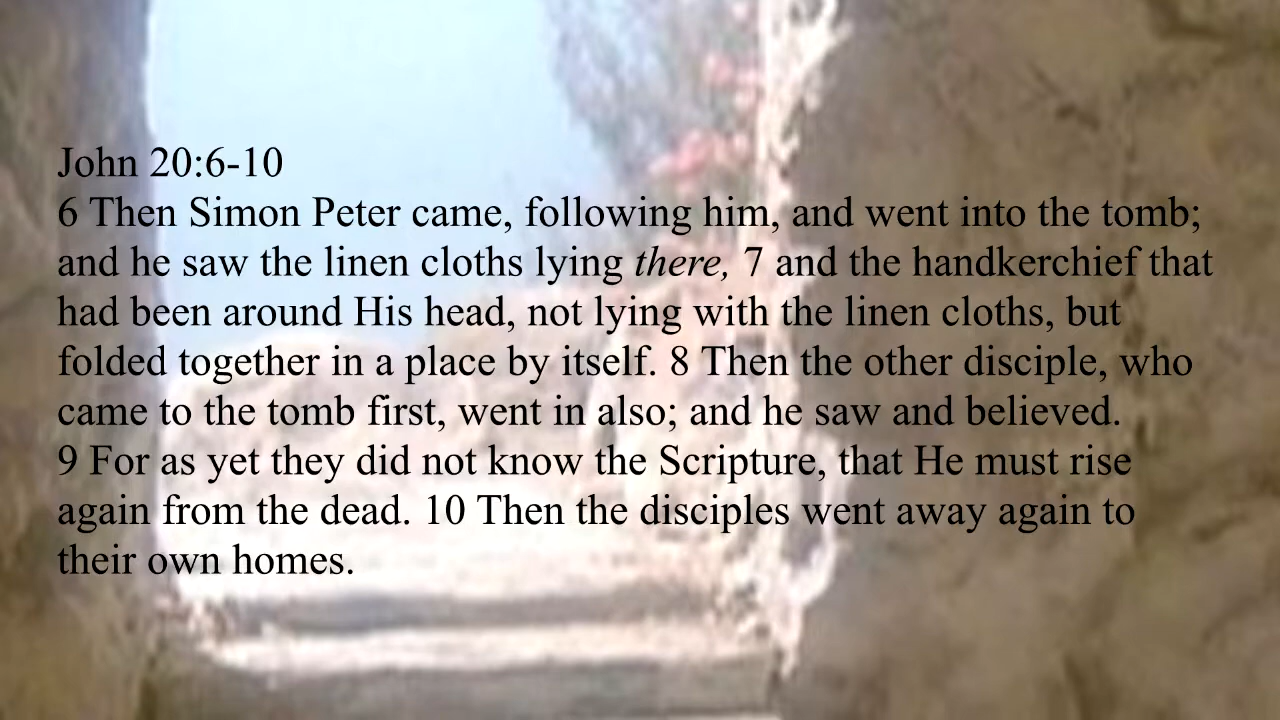 John 20:6-10
6 Then Simon Peter came, following him, and went into the tomb;
and he saw the linen cloths lying there, 7 and the handkerchief that
had been around His head, not lying with the linen cloths, but
folded together in a place by itself. 8 Then the other disciple, who
came to the tomb first, went in also; and he saw and believed.
9 For as yet they did not know the Scripture, that He must rise
again from the dead. 10 Then the disciples went away again to
their own homes.